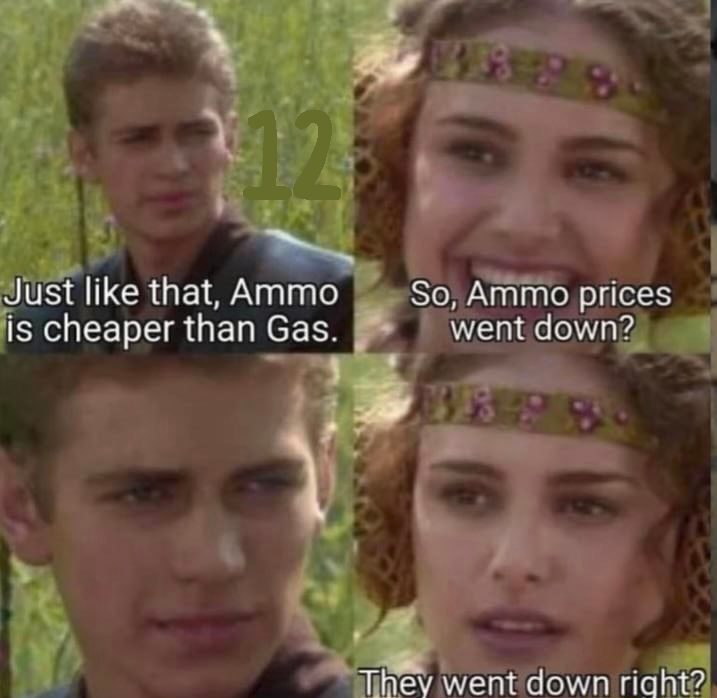 12
Just like that, Ammo
is cheaper than Gas.
So, Ammo prices
went down?
They went down right?